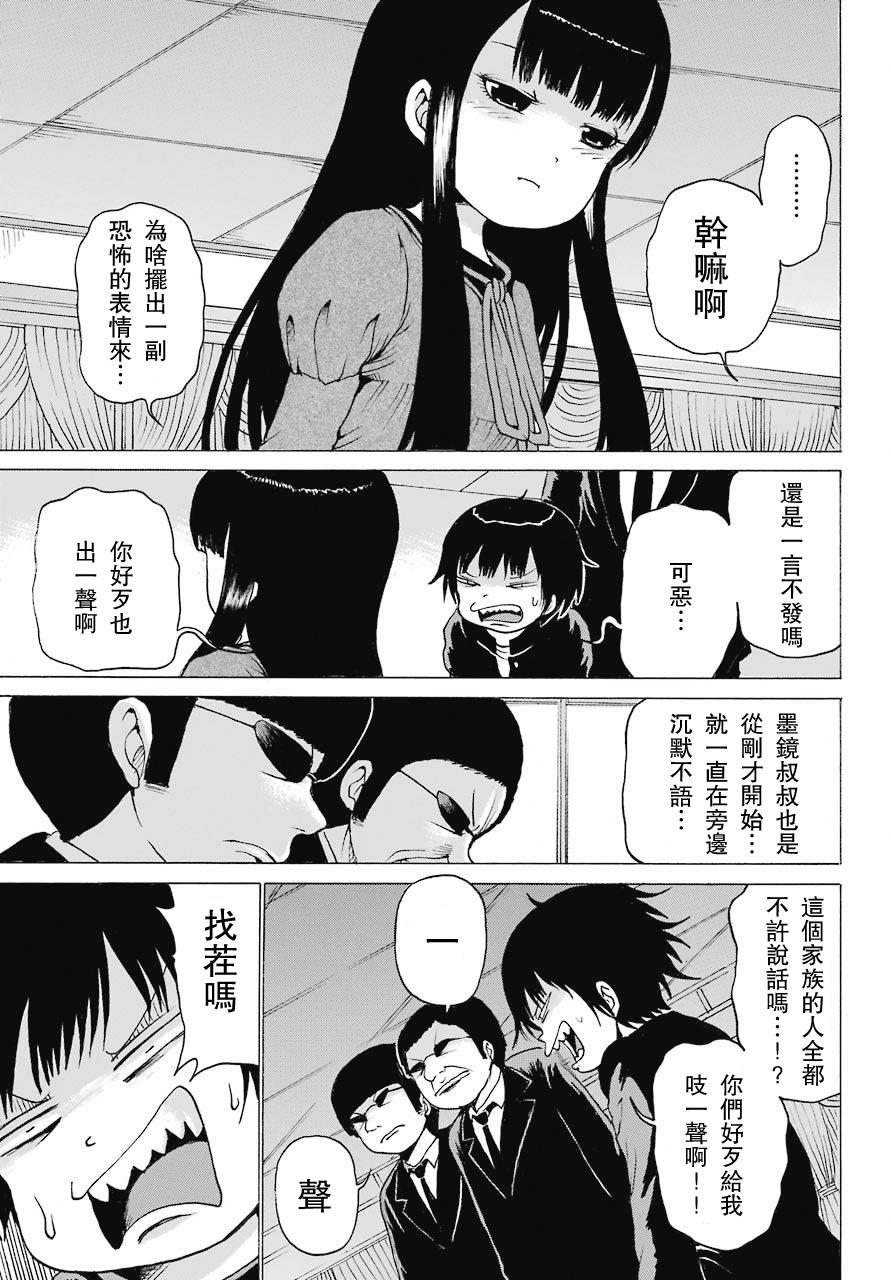 ………
幹嘛啊
為啥擺出一副
恐怖的表情來…
還是一言不發嗎
可惡…
你好歹也
出一聲啊
墨鏡叔叔也是
從剛才開始…
就一直在旁邊
沉默不語…
這個家族的人全都
不許說話嗎…！？
你們好歹給我
吱一聲啊！！
一
聲
找茬嗎